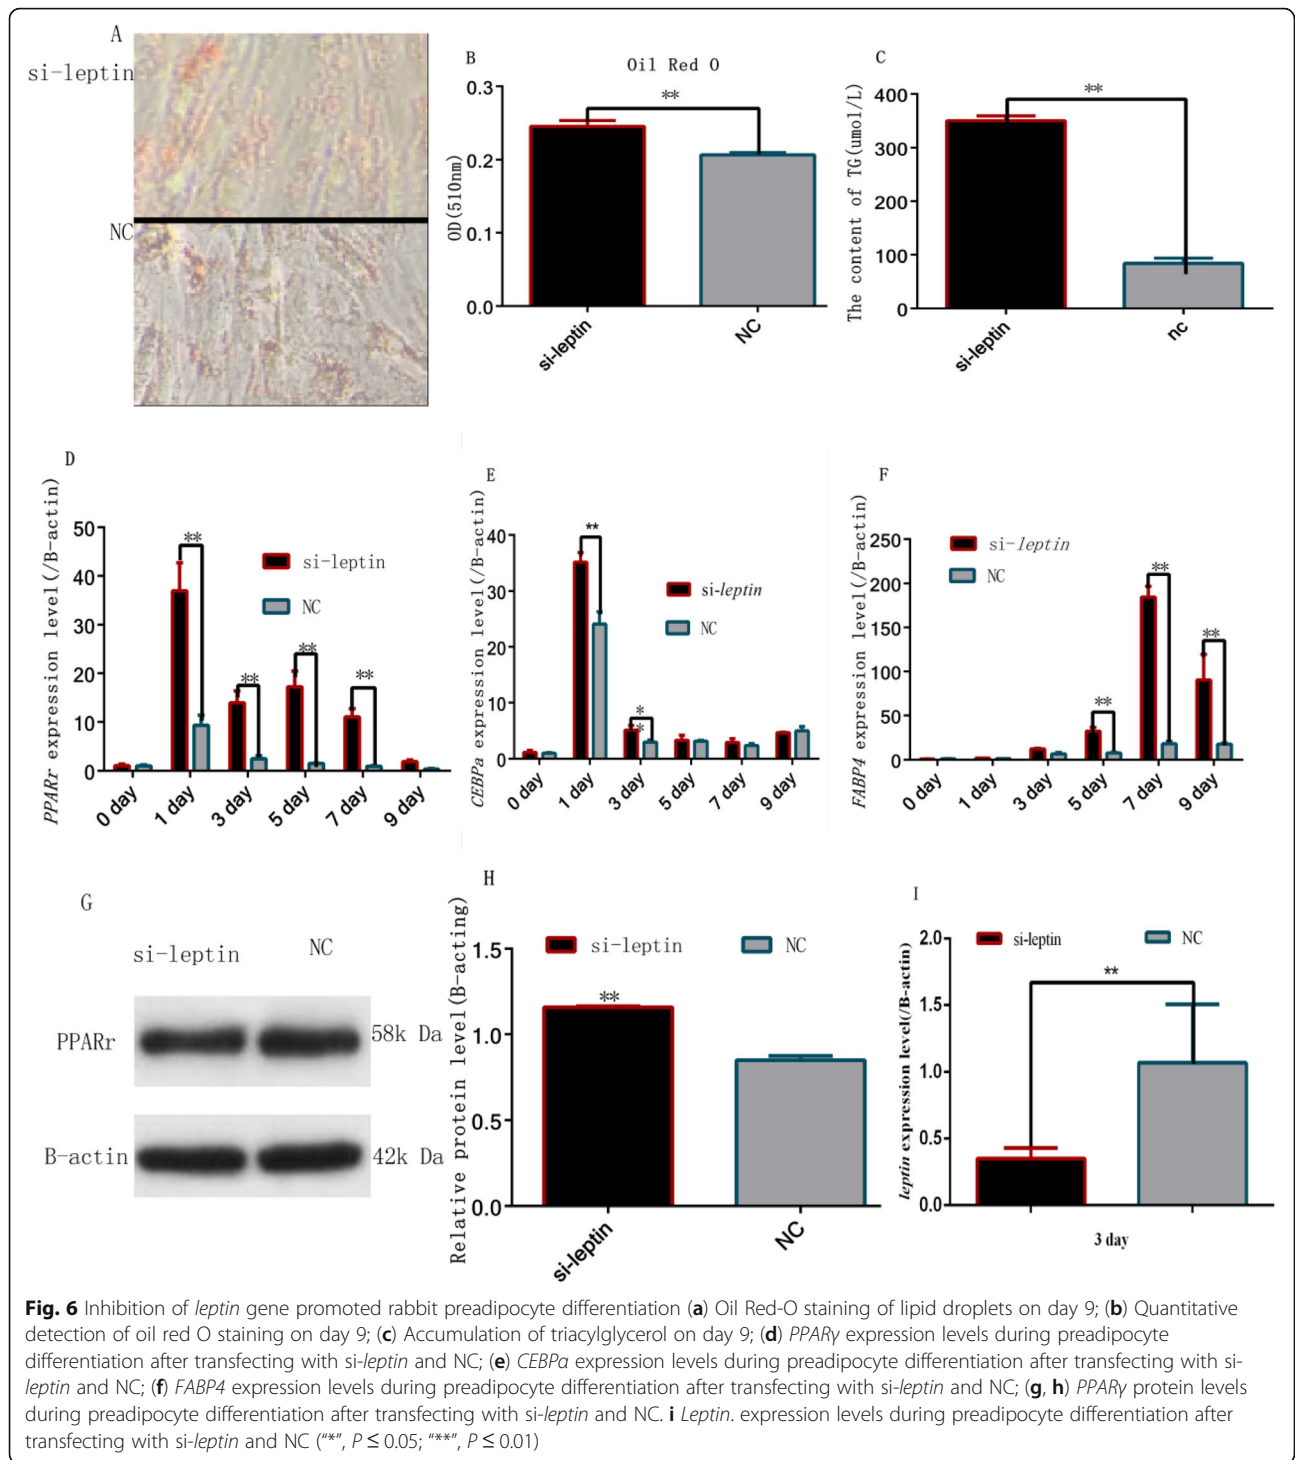 A
si-leptin
NC
B
Oil Red O
OD(510nm)
0.3
0.2
0.1
0.0
**
si-leptin
NC
C
The content of TG(umol/L)
400
300
200
100
0
**
si-leptin
nc
D
PPARr expression level(/B-actin)
50
40
30
20
10
0
**
**
**
**
si-leptin
NC
0 day
1 day
3 day
5 day
7 day
9 day
E
CEBPa expression level(/B-actin)
40
30
20
10
0
**
*
*
si-leptin
NC
0 day
1 day
3 day
5 day
7 day
9 day
F
FABP4 expression level(/B-actin)
250
200
150
100
50
0
si-leptin
NC
**
**
**
0 day
1 day
3 day
5 day
7 day
9 day
G
si-leptin NC
PPARr 58k Da
B-actin 42k Da
H
Relative protein level(B-acting)
1.5
1.0
0.5
0.0
si-leptin NC
**
si-leptin
NC
I
leptin expression level(/B-actin)
2.0
1.5
1.0
0.5
0.0
si-leptin NC
**
3 day
Fig. 6 Inhibition of leptin gene promoted rabbit preadipocyte differentiation (a) Oil Red-O staining of lipid droplets on day 9; (b) Quantitative
detection of oil red O staining on day 9; (c) Accumulation of triacylglycerol on day 9; (d) PPARγ expression levels during preadipocyte
differentiation after transfecting with si-leptin and NC; (e) CEBPα expression levels during preadipocyte differentiation after transfecting with si-
leptin and NC; (f) FABP4 expression levels during preadipocyte differentiation after transfecting with si-leptin and NC; (g, h) PPARγ protein levels
during preadipocyte differentiation after transfecting with si-leptin and NC. i Leptin. expression levels during preadipocyte differentiation after
transfecting with si-leptin and NC (“*”, P ≤ 0.05; “**”, P ≤ 0.01)